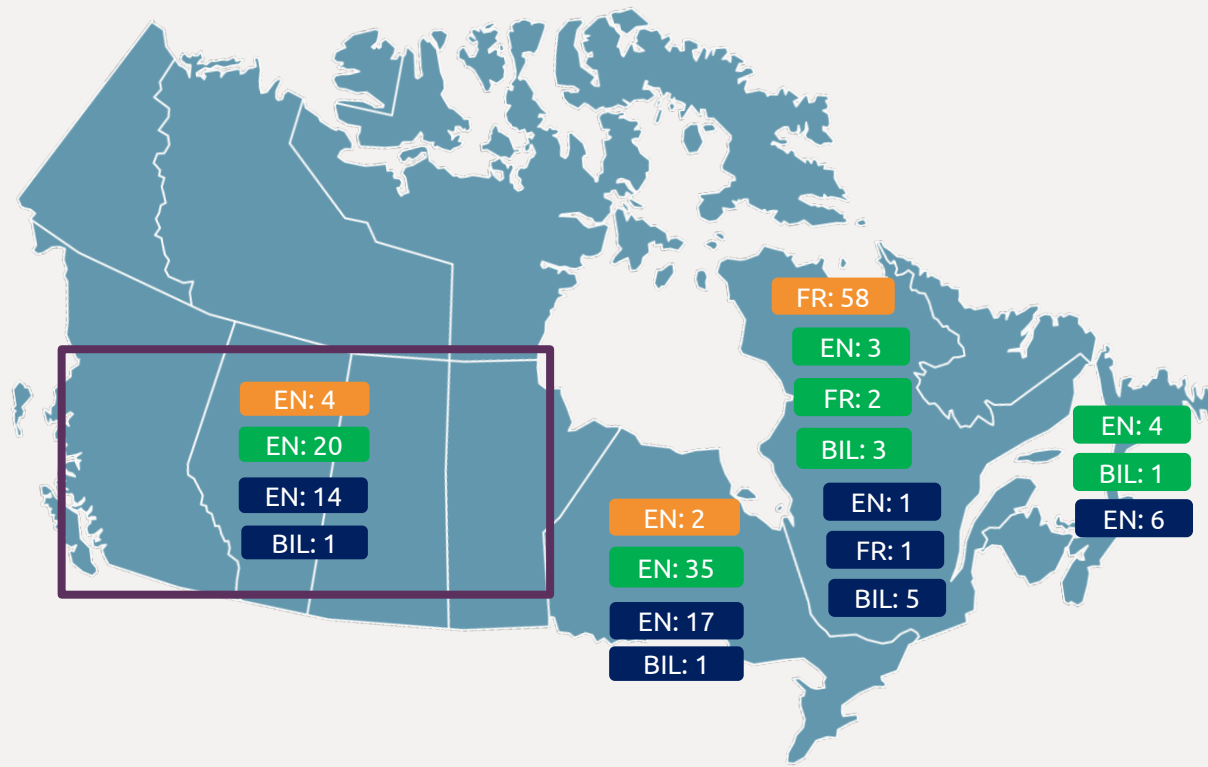 EN: 4
EN: 20
EN: 14
BIL: 1
EN: 2
EN: 35
EN: 17
BIL: 1
FR: 58
EN: 3
FR: 2
BIL: 3
EN: 1
FR: 1
BIL: 5
EN: 4
BIL: 1
EN: 6